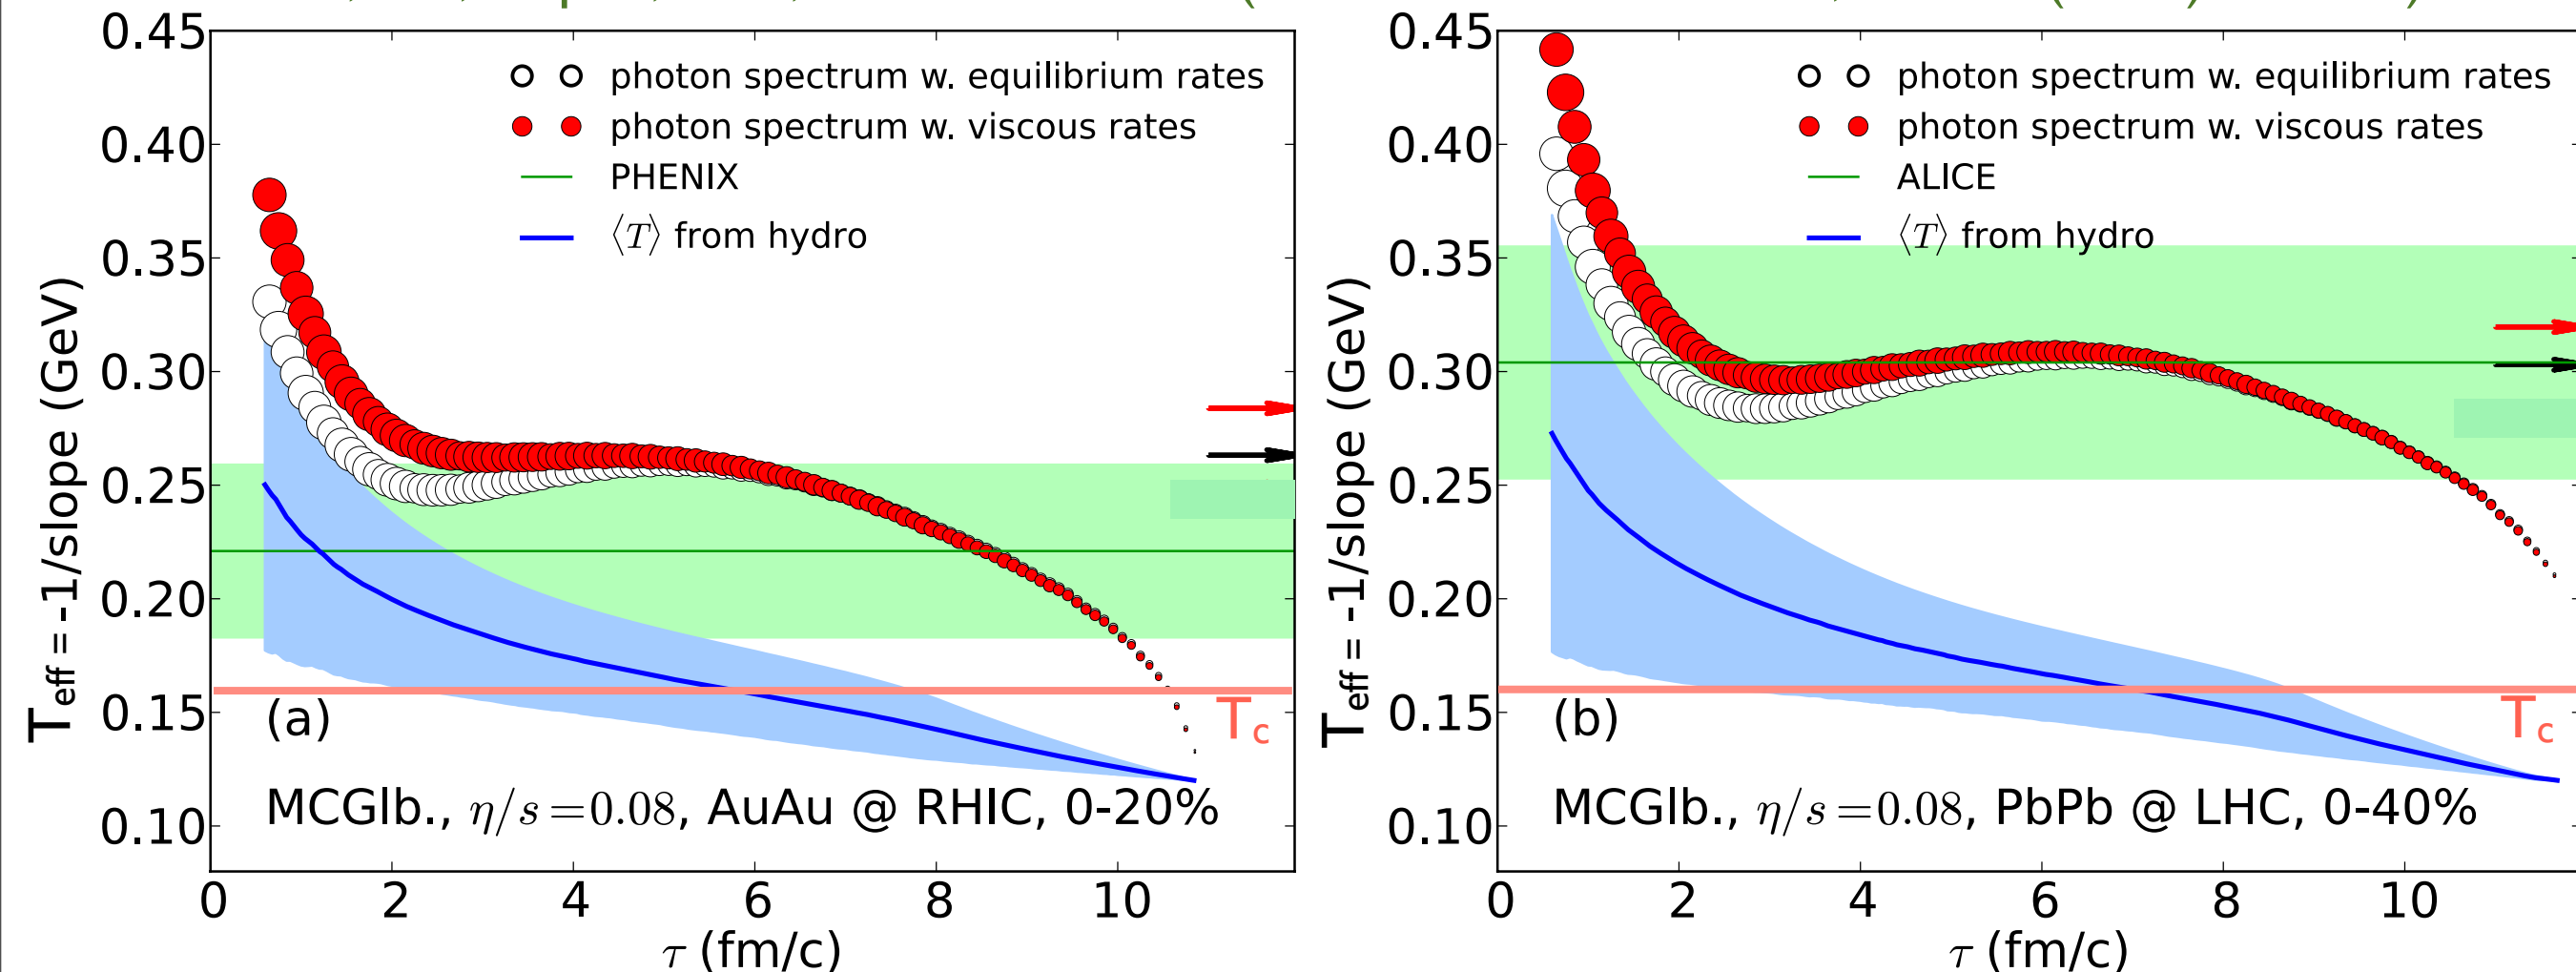 0.45
0.40
0.35
0.30
0.25
0.20
0.15
0.10
T_eff = -1/slope (GeV)
photon spectrum w. equilibrium rates
photon spectrum w. viscous rates
PHENIX
⟨T⟩ from hydro
T_c
(a)
MCGlb., η/s=0.08, AuAu @ RHIC, 0-20%
0 2 4 6 8 10
τ (fm/c)
0.45
0.40
0.35
0.30
0.25
0.20
0.15
0.10
T_eff = -1/slope (GeV)
photon spectrum w. equilibrium rates
photon spectrum w. viscous rates
ALICE
⟨T⟩ from hydro
T_c
(b)
MCGlb., η/s=0.08, PbPb @ LHC, 0-40%
0 2 4 6 8 10
τ (fm/c)